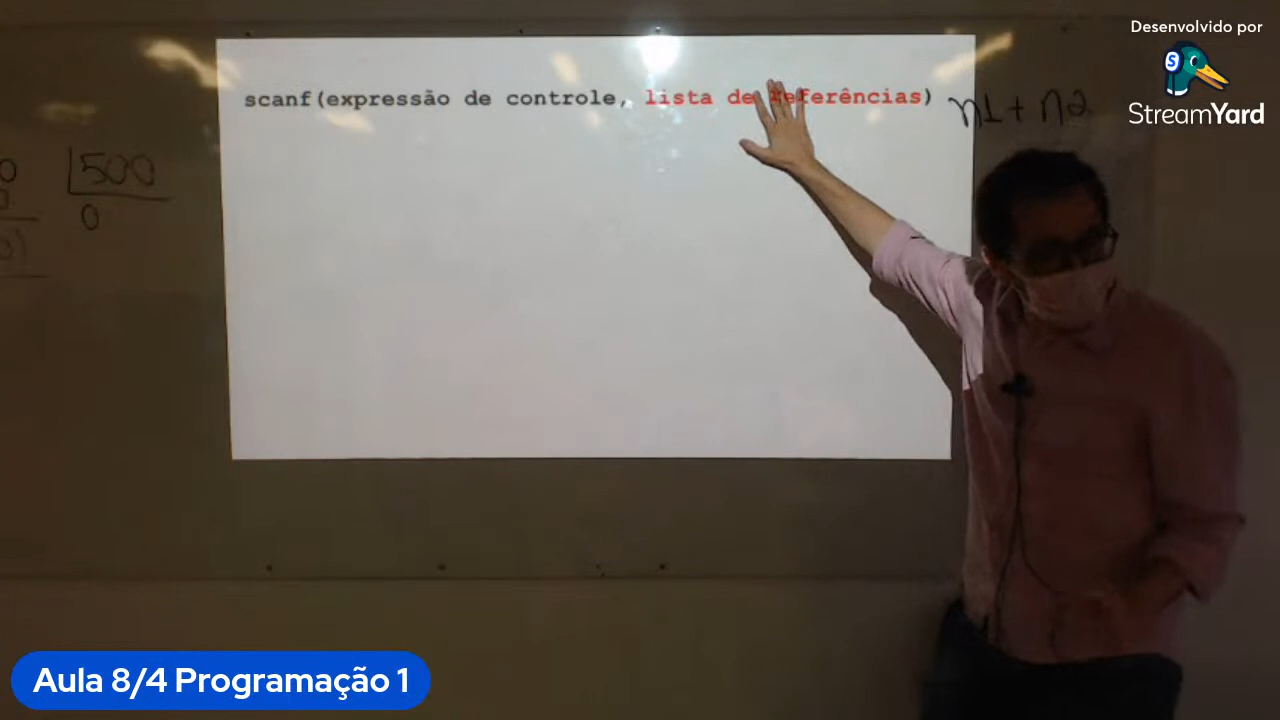 Desenvolvido por
StreamYard
scanf(expressão de controle, lista de referências)
n1 + n2
500
0
Aula 8/4 Programação 1